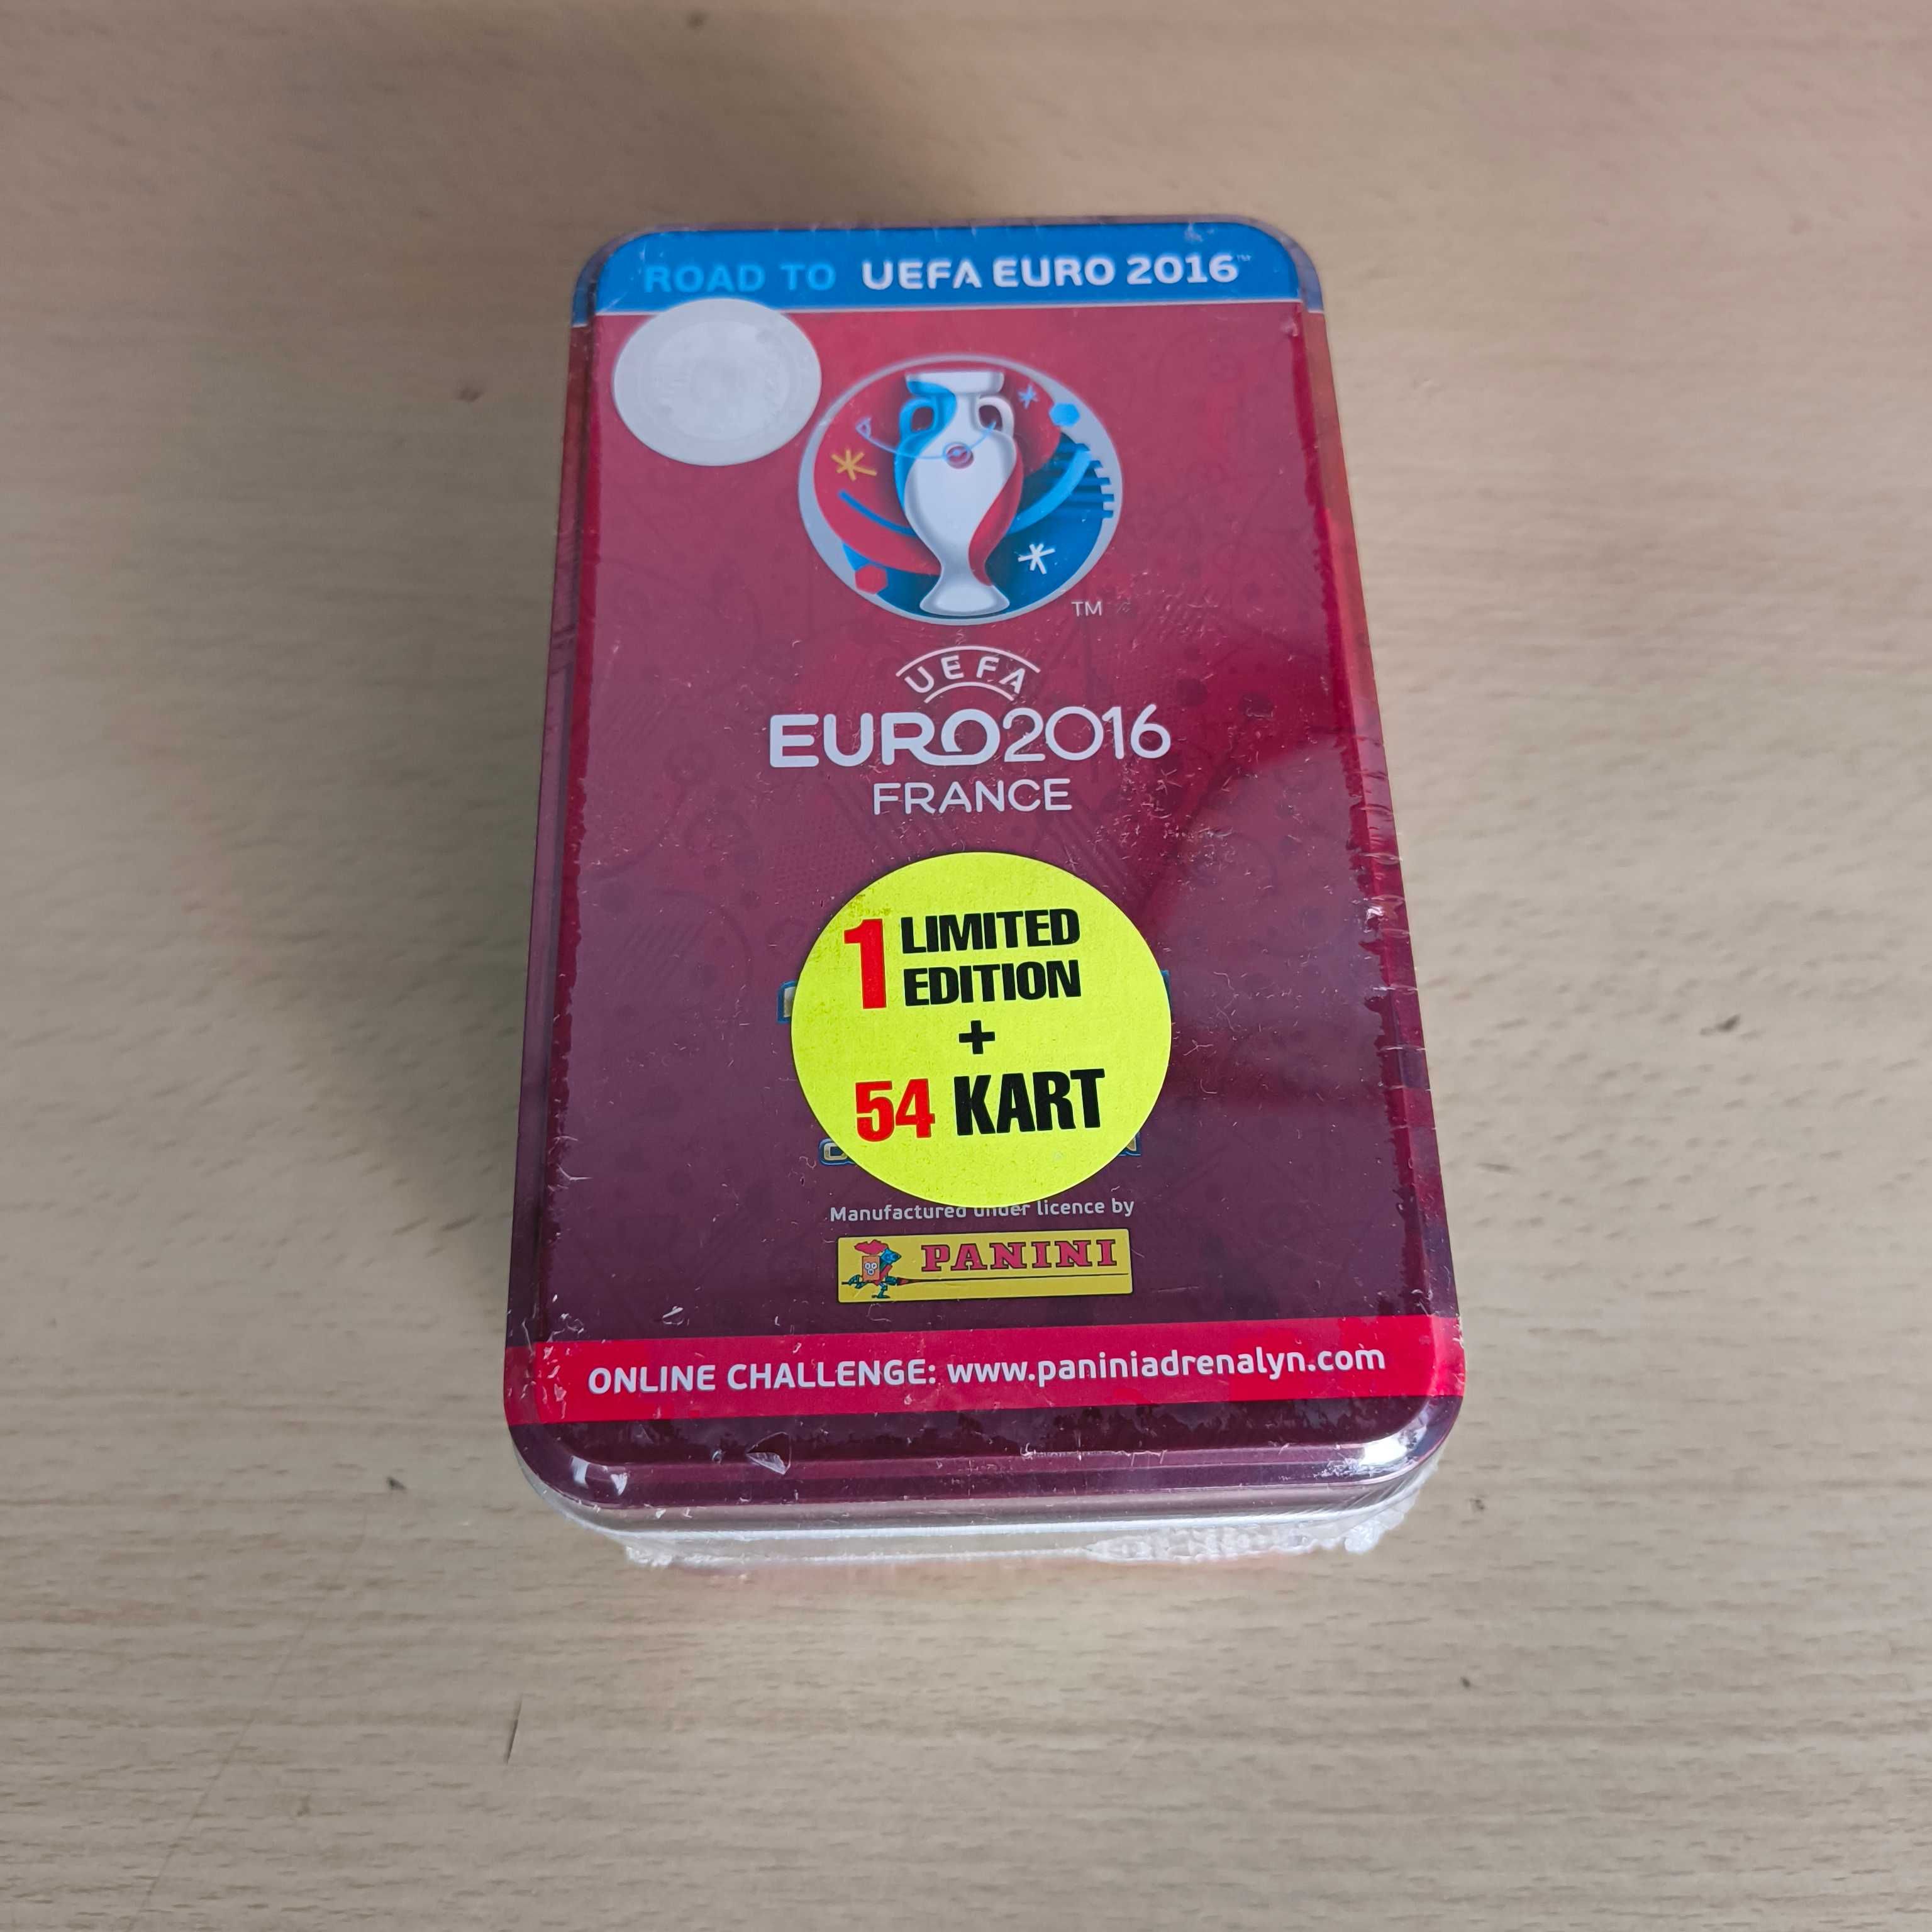 ROAD TO UEFA EURO 2016™
TM
UEFA
EURO2016
FRANCE
1 LIMITED
EDITION
+
54 KART
Manufactured under licence by
PANINI
ONLINE CHALLENGE: www.paniniadrenalyn.com